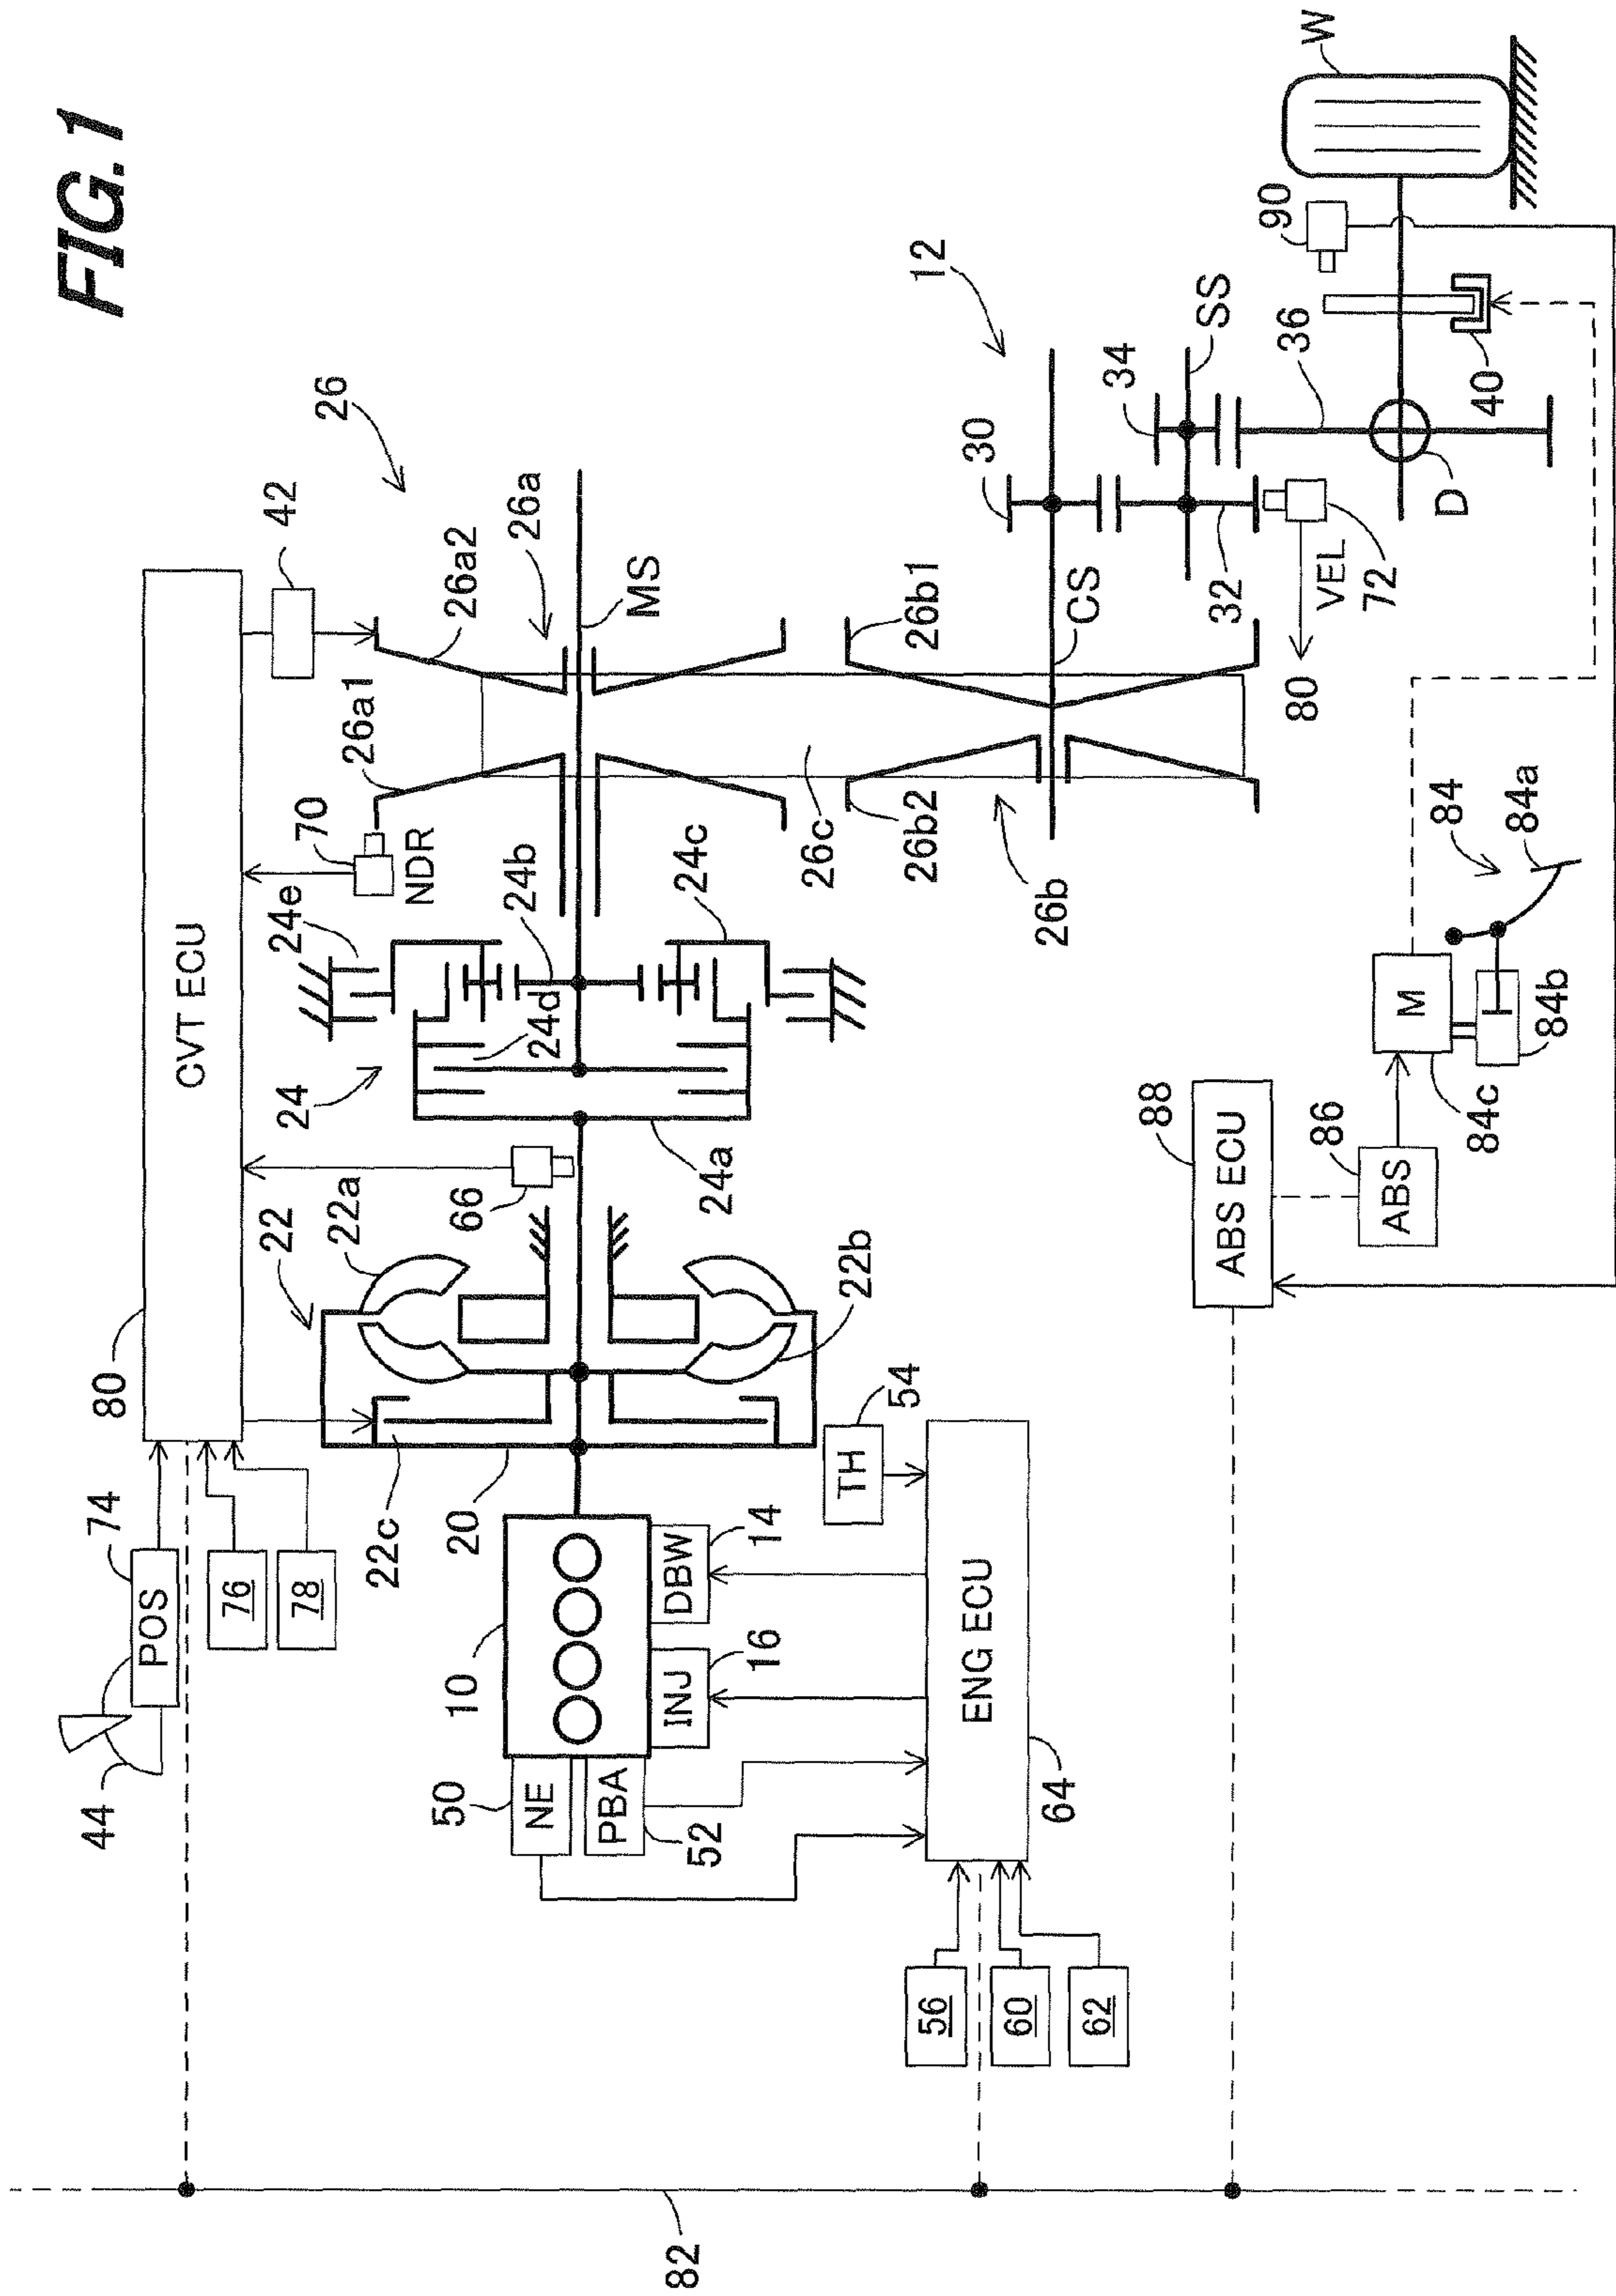 FIG.1
44
74
POS
76
78
80
CVT ECU
42
26
22
22a
66
24
24e
70
NDR
26a1
26a2
26a
MS
24d
24b
24c
24a
22b
22c
20
10
50
NE
PBA
52
INJ
16
DBW
14
TH
54
ENG ECU
64
56
60
62
26c
26b2
26b1
26b
CS
12
30
34
SS
32
VEL
80
72
36
D
40
90
W
88
ABS ECU
86
ABS
M
84c
84b
84
84a
82